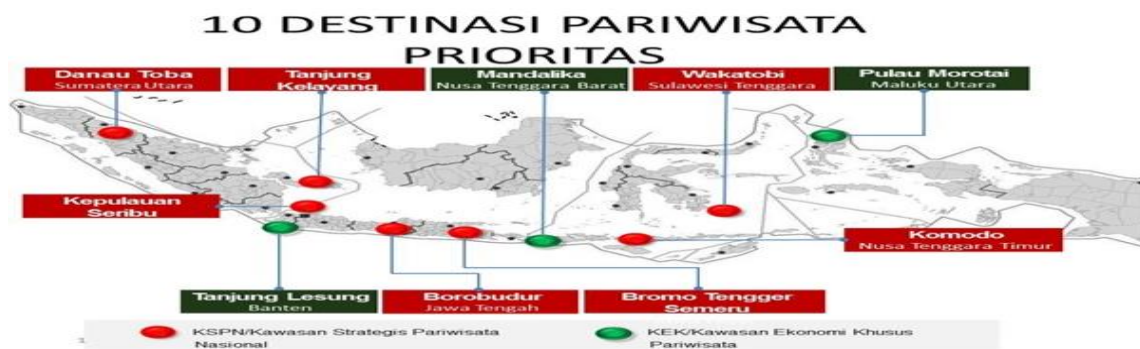 10 DESTINASI PARIWISATA
PRIORITAS
Danau Toba
Sumatera Utara
Tanjung
Kelayang
Mandalika
Nusa Tenggara Barat
Wakatobi
Sulawesi Tenggara
Pulau Morotai
Maluku Utara
Kepulauan
Seribu
Komodo
Nusa Tenggara Timur
Tanjung Lesung
Banten
Borobudur
Jawa Tengah
Bromo Tengger
Semeru
KSPN/Kawasan Strategis Pariwisata
Nasional
KEK/Kawasan Ekonomi Khusus
Pariwisata
1